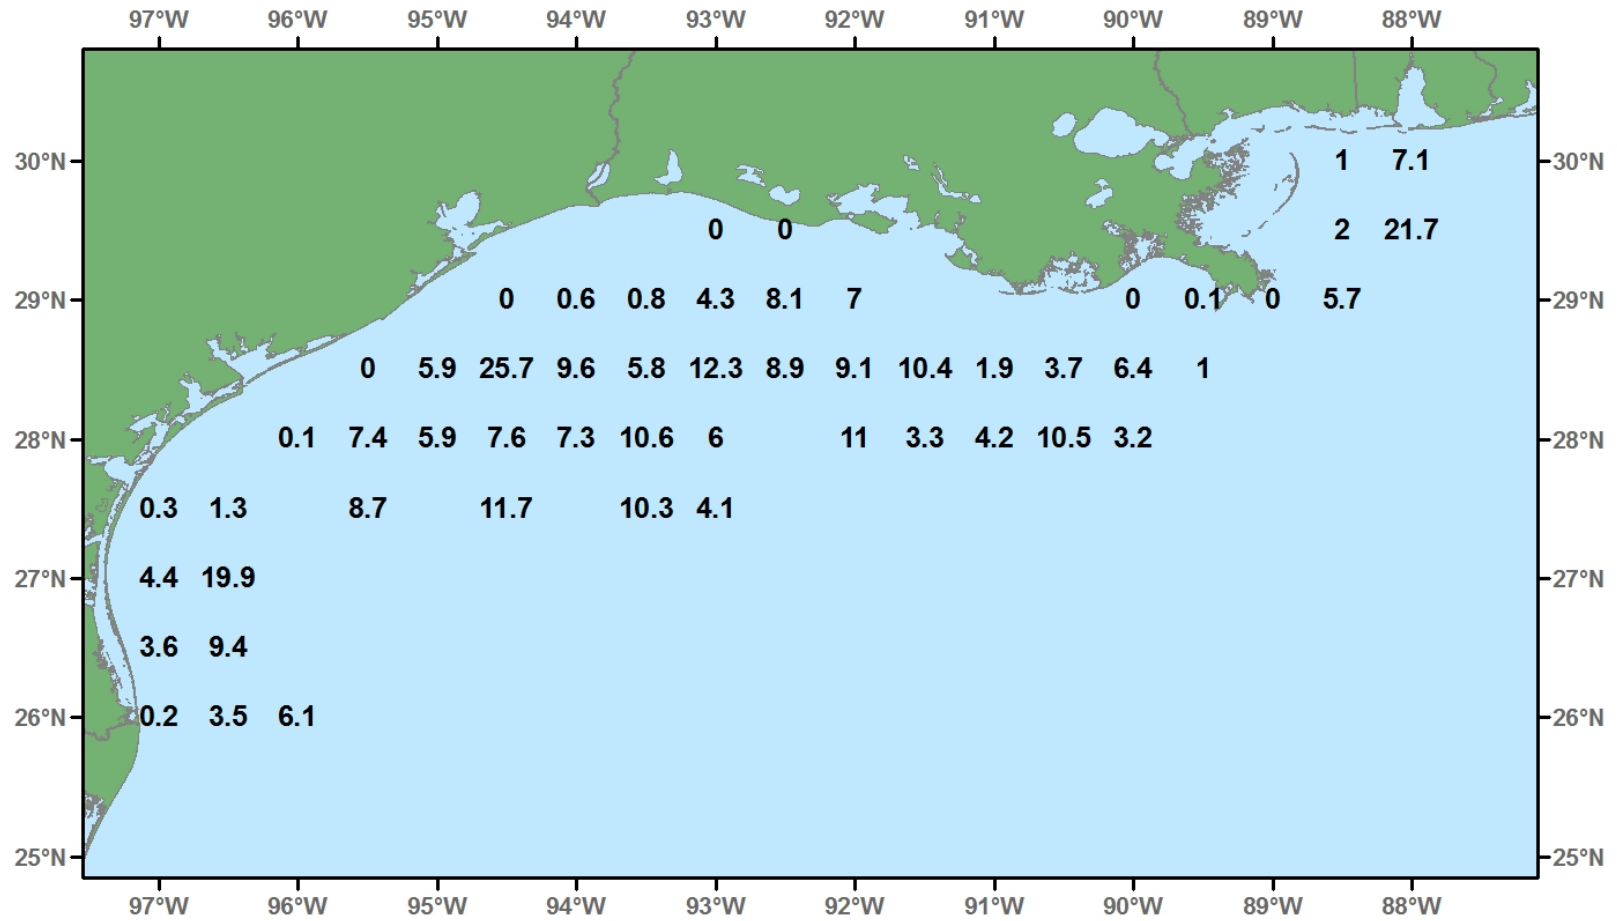 97°W 96°W 95°W 94°W 93°W 92°W 91°W 90°W 89°W 88°W
30°N 1 7.1 30°N
0 0 2 21.7
29°N 0 0.6 0.8 4.3 8.1 7 0 0.1 0 5.7 29°N
0 5.9 25.7 9.6 5.8 12.3 8.9 9.1 10.4 1.9 3.7 6.4 1
28°N 0.1 7.4 5.9 7.6 7.3 10.6 6 11 3.3 4.2 10.5 3.2 28°N
0.3 1.3 8.7 11.7 10.3 4.1
27°N 4.4 19.9 27°N
3.6 9.4
26°N 0.2 3.5 6.1 26°N
25°N 25°N
97°W 96°W 95°W 94°W 93°W 92°W 91°W 90°W 89°W 88°W